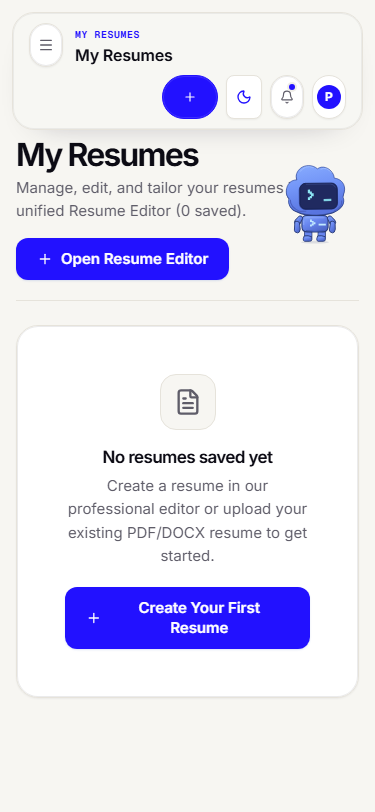 MY RESUMES
My Resumes
P
My Resumes
Manage, edit, and tailor your resumes
unified Resume Editor (0 saved).
Open Resume Editor
No resumes saved yet
Create a resume in our
professional editor or upload your
existing PDF/DOCX resume to get
started.
Create Your First
Resume